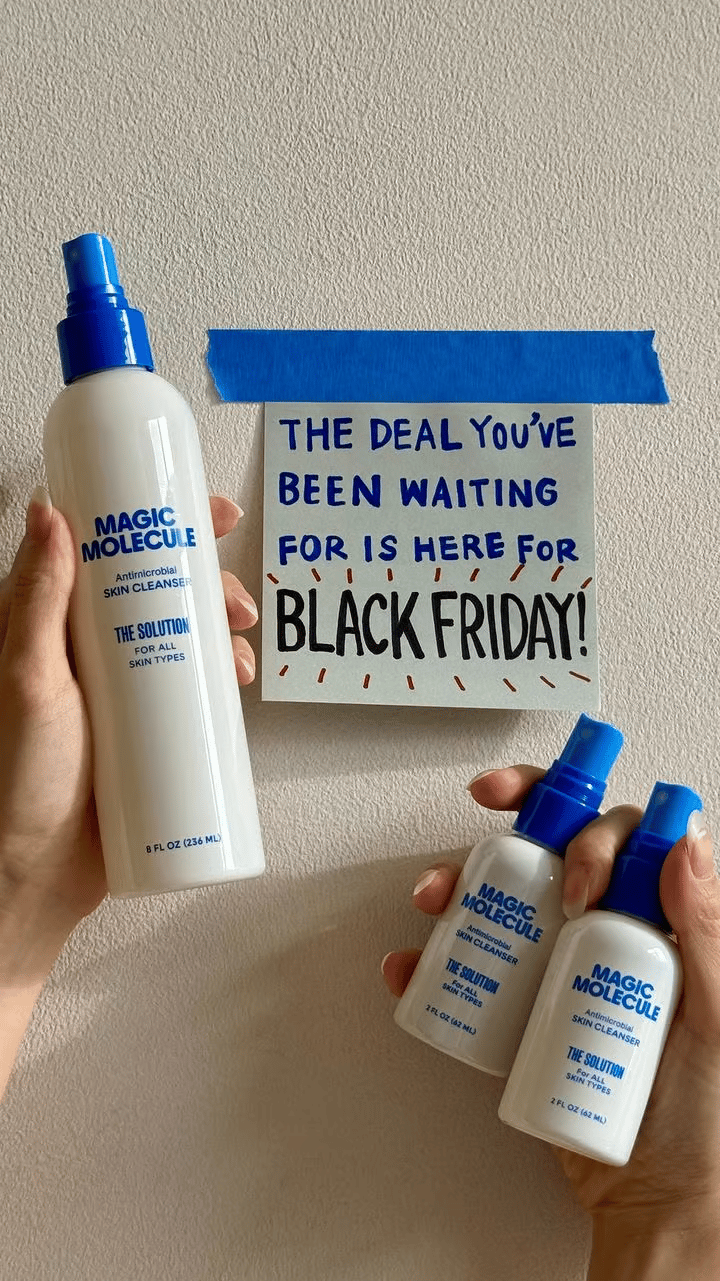 MAGIC
MOLECULE
Antimicrobial
SKIN CLEANSER
THE SOLUTION
FOR ALL
SKIN TYPES
8 FL OZ (236 ML)
THE DEAL YOU'VE
BEEN WAITING
FOR IS HERE FOR
BLACK FRIDAY!
MAGIC
MOLECULE
Antimicrobial
SKIN CLEANSER
THE SOLUTION
For ALL
SKIN TYPES
2 FL OZ (62 ML)
MAGIC
MOLECULE
Antimicrobial
SKIN CLEANSER
THE SOLUTION
For ALL
SKIN TYPES
2 FL OZ (62 ML)